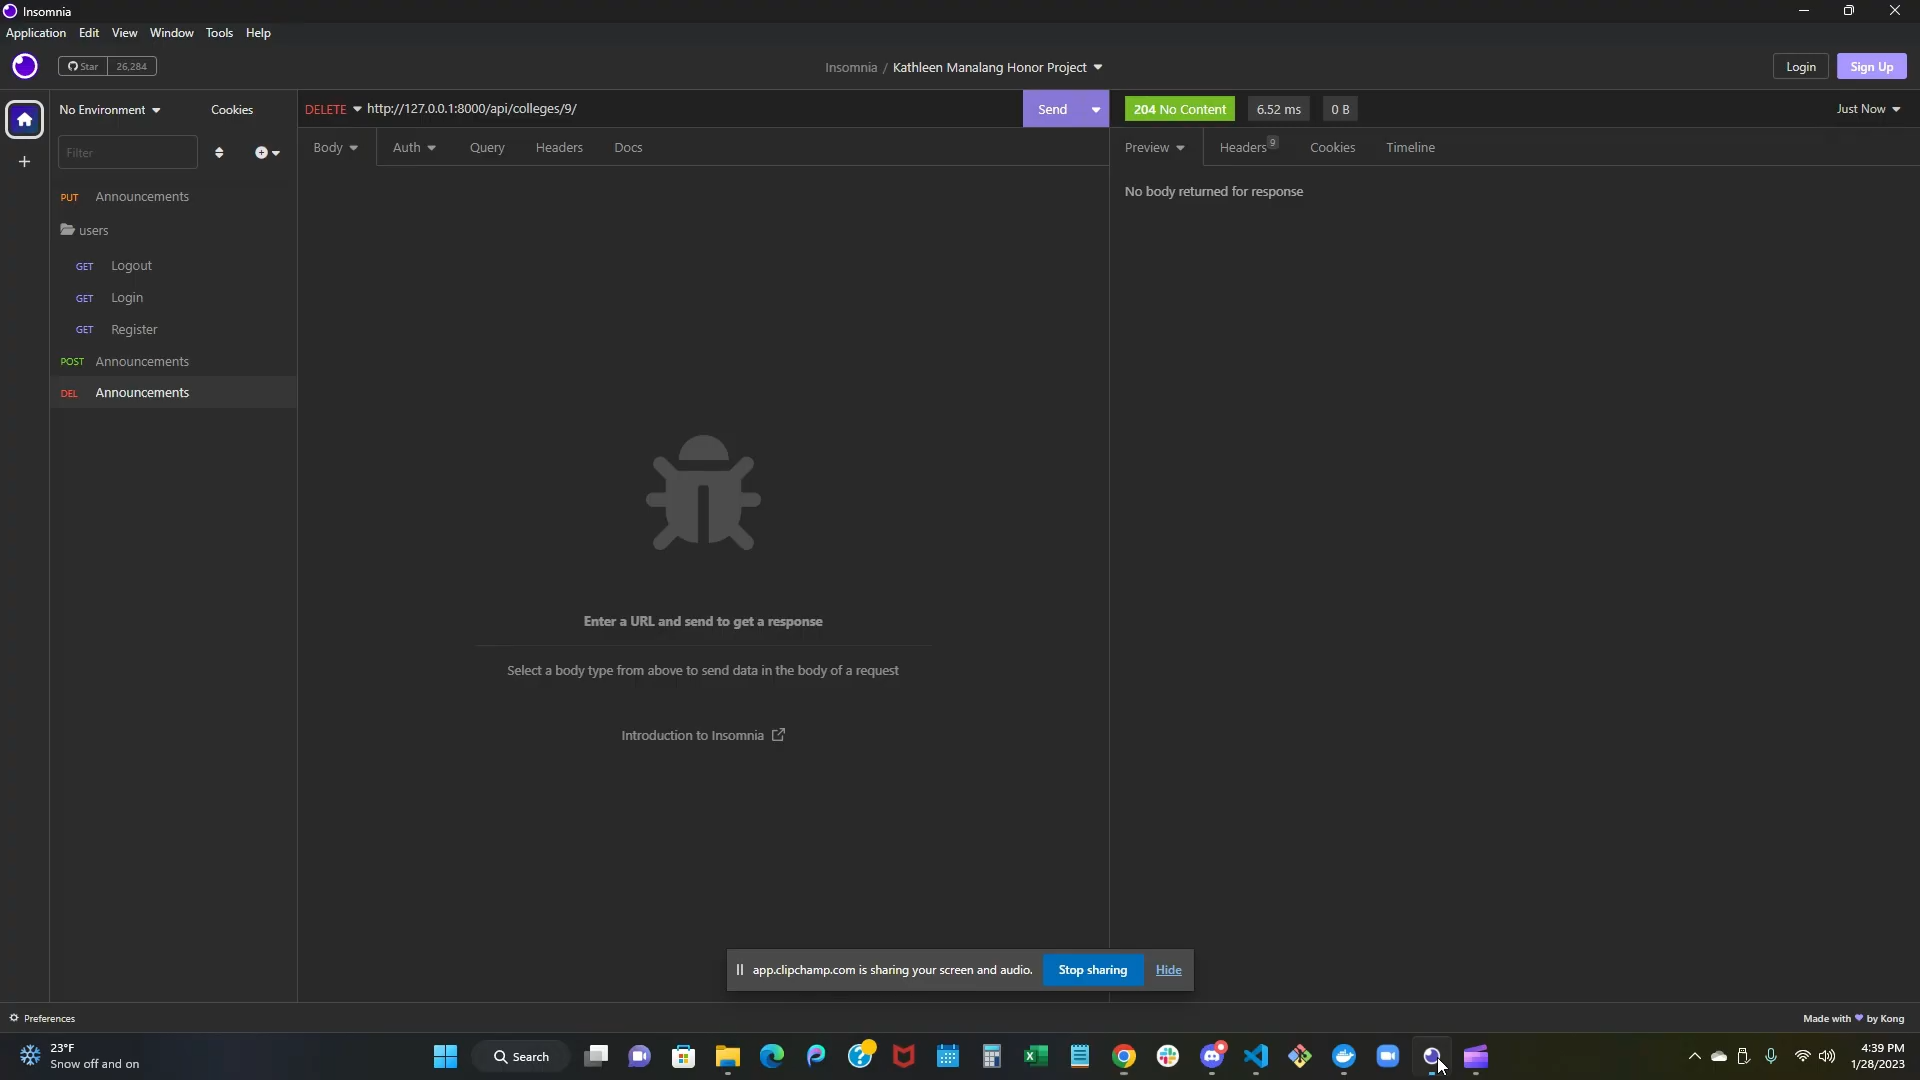 Insomnia
Application Edit View Window Tools Help
Star 26,284
Insomnia / Kathleen Manalang Honor Project
Login Sign Up
No Environment Cookies
DELETE http://127.0.0.1:8000/api/colleges/9/ Send
204 No Content 6.52 ms 0 B Just Now
Filter
Body Auth Query Headers Docs
Preview Headers 9 Cookies Timeline
No body returned for response
PUT Announcements
users
GET Logout
GET Login
GET Register
POST Announcements
DEL Announcements
Enter a URL and send to get a response
Select a body type from above to send data in the body of a request
Introduction to Insomnia
app.clipchamp.com is sharing your screen and audio. Stop sharing Hide
Preferences
Made with by Kong
23°F
Snow off and on
Search
4:39 PM
1/28/2023